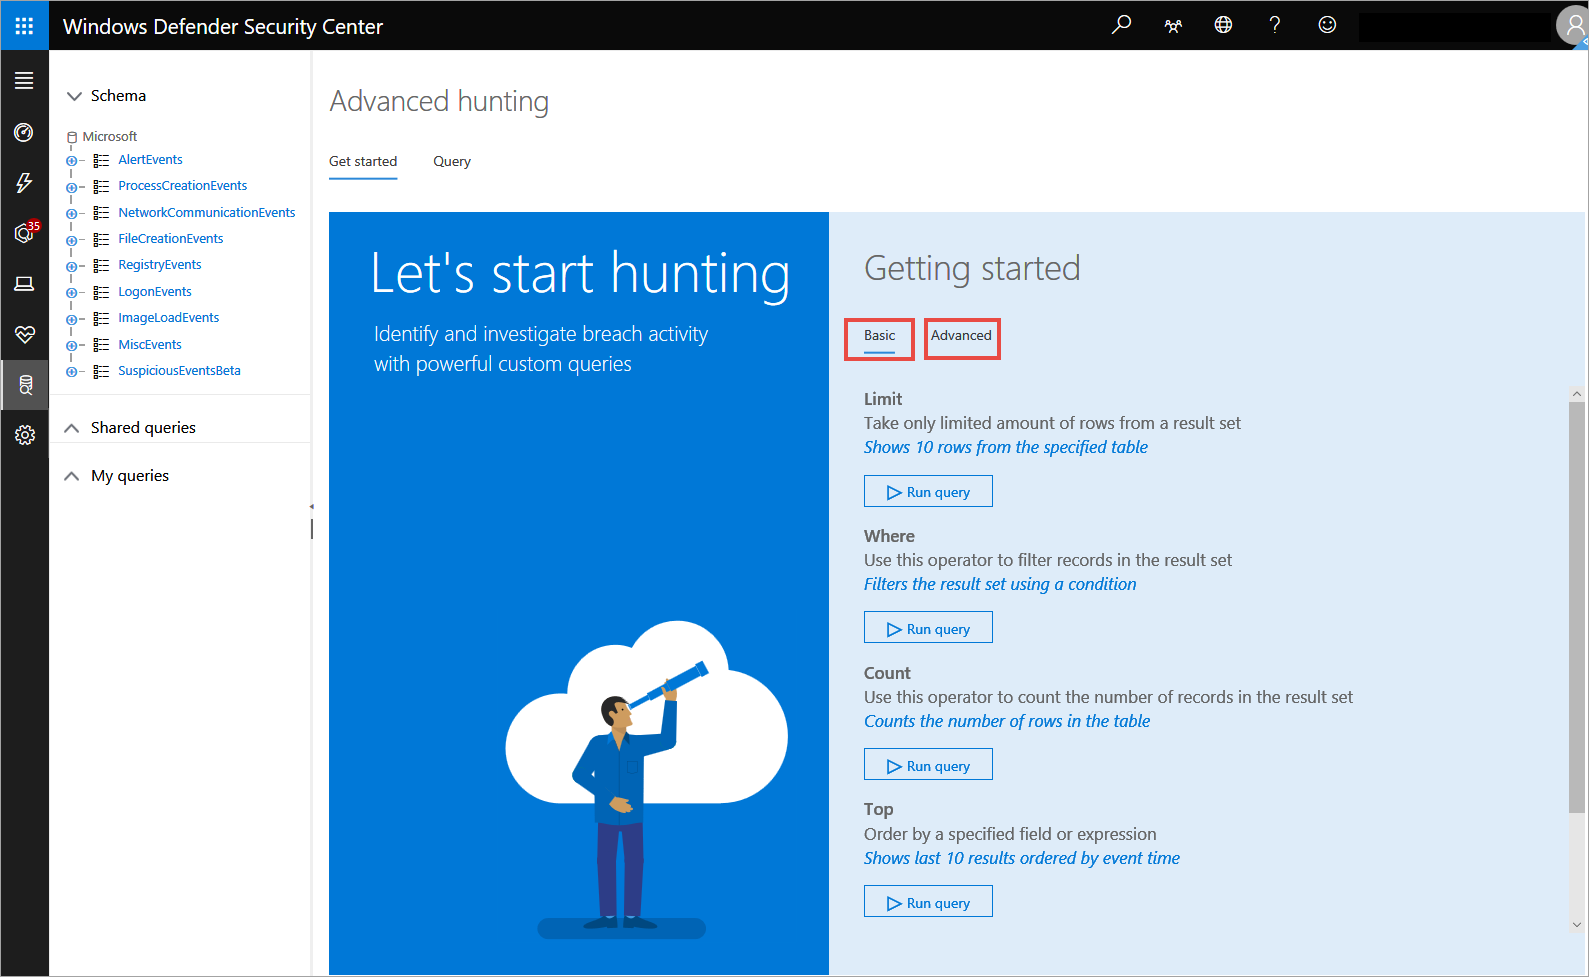 Windows Defender Security Center
?
35
Schema
Microsoft
AlertEvents
ProcessCreationEvents
NetworkCommunicationEvents
FileCreationEvents
RegistryEvents
LogonEvents
ImageLoadEvents
MiscEvents
SuspiciousEventsBeta
Shared queries
My queries
Advanced hunting
Get started Query
Let's start hunting
Identify and investigate breach activity
with powerful custom queries
Getting started
Basic Advanced
Limit
Take only limited amount of rows from a result set
Shows 10 rows from the specified table
Run query
Where
Use this operator to filter records in the result set
Filters the result set using a condition
Run query
Count
Use this operator to count the number of records in the result set
Counts the number of rows in the table
Run query
Top
Order by a specified field or expression
Shows last 10 results ordered by event time
Run query